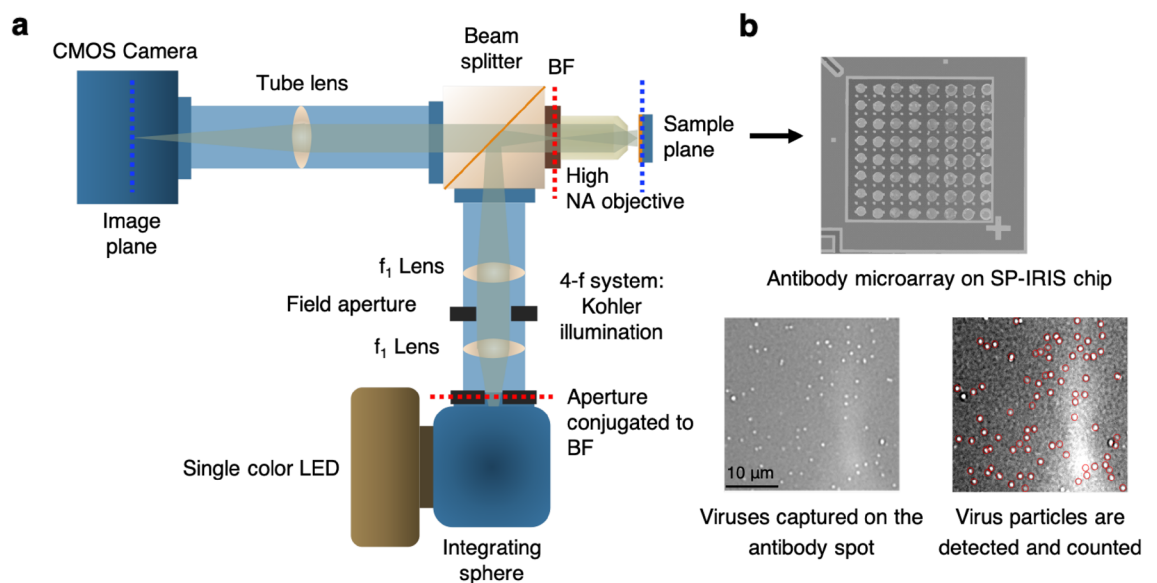 a
CMOS Camera
Tube lens
Beam
splitter
BF
Sample
plane
High
NA objective
Image
plane
f₁ Lens
Field aperture
f₁ Lens
4-f system:
Kohler
illumination
Aperture
conjugated to
BF
Single color LED
Integrating
sphere
b
Antibody microarray on SP-IRIS chip
10 µm
Viruses captured on the
antibody spot
Virus particles are
detected and counted